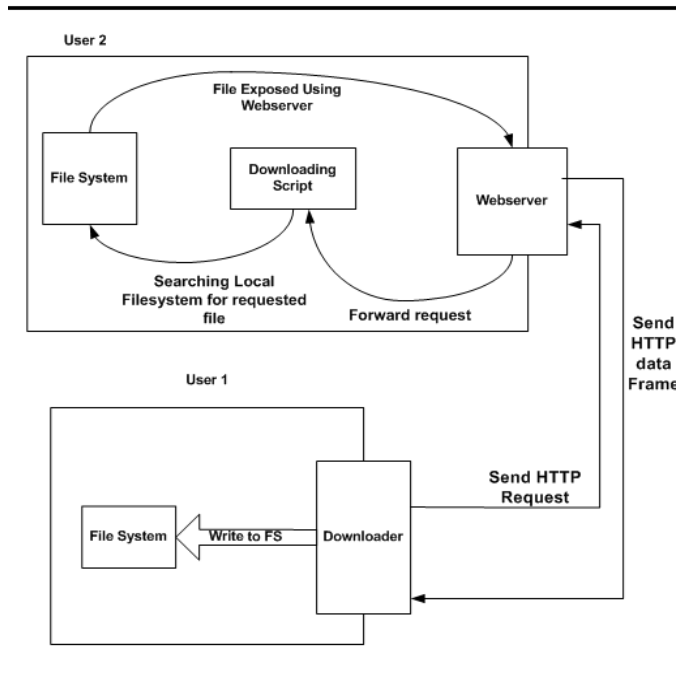 User 2
File Exposed Using
Webserver
File System
Downloading
Script
Webserver
Searching Local
Filesystem for requested
file
Forward request
Send
HTTP
data
Frame
User 1
Send HTTP
Request
File System
Write to FS
Downloader